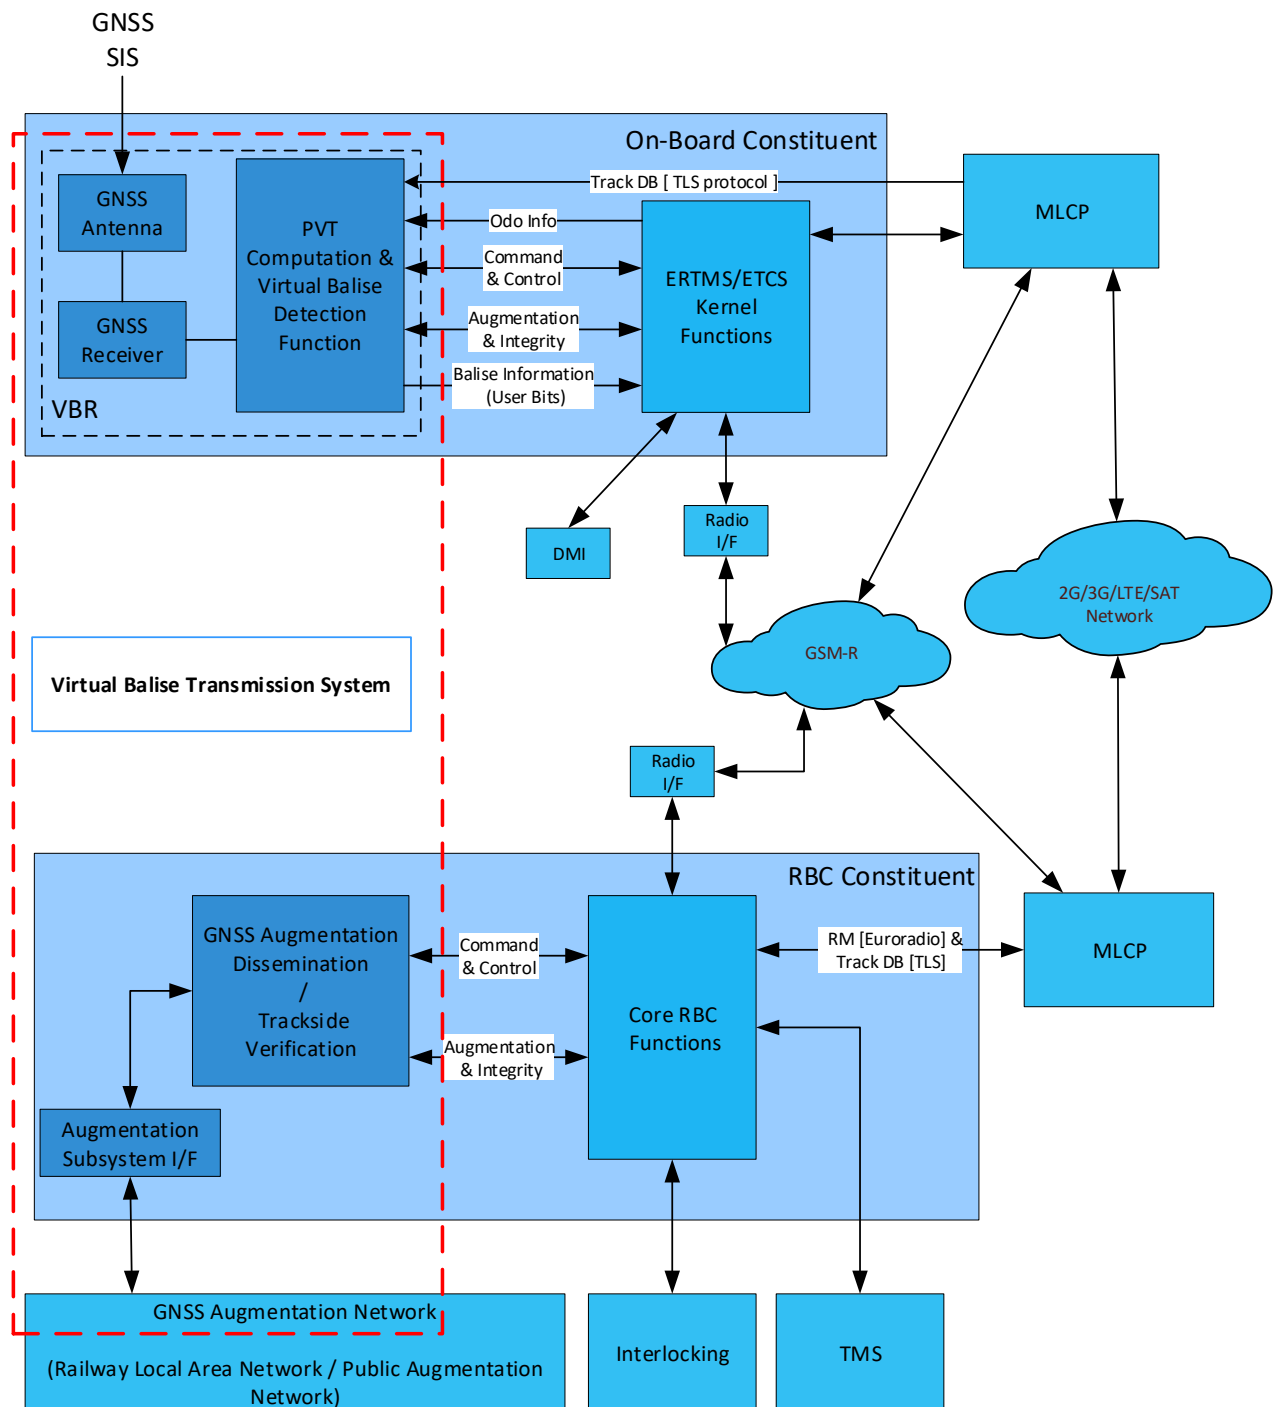 GNSS
SIS
On-Board Constituent
GNSS
Antenna
GNSS
Receiver
VBR
PVT
Computation &
Virtual Balise
Detection
Function
Track DB [ TLS protocol ]
Odo Info
Command
& Control
Augmentation
& Integrity
Balise Information
(User Bits)
ERTMS/ETCS
Kernel
Functions
MLCP
DMI
Radio
I/F
2G/3G/LTE/SAT
Network
GSM-R
Virtual Balise Transmission System
Radio
I/F
RBC Constituent
GNSS Augmentation
Dissemination
/
Trackside
Verification
Command
& Control
Augmentation
& Integrity
Core RBC
Functions
RM [Euroradio] &
Track DB [TLS]
MLCP
Augmentation
Subsystem I/F
GNSS Augmentation Network
(Railway Local Area Network / Public Augmentation
Network)
Interlocking
TMS